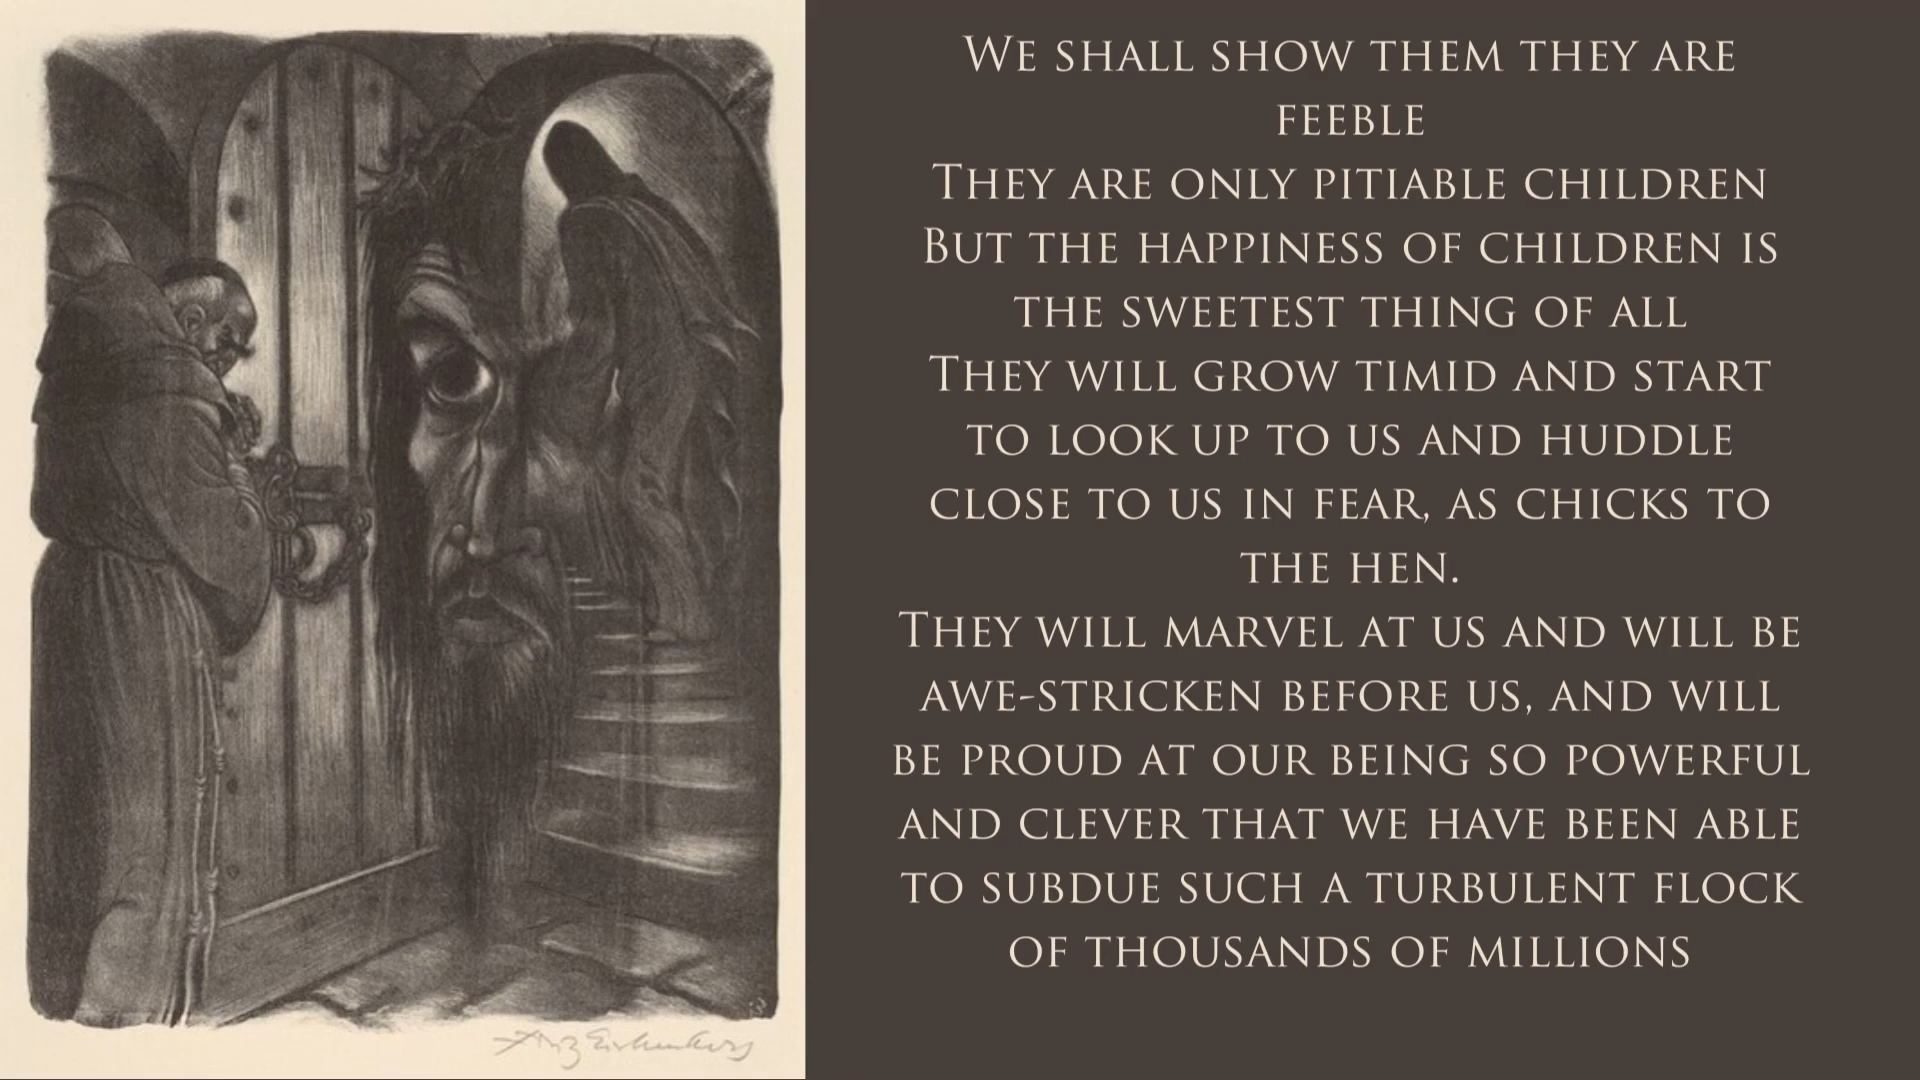 We shall show them they are
feeble
They are only pitiable children
But the happiness of children is
the sweetest thing of all
They will grow timid and start
to look up to us and huddle
close to us in fear, as chicks to
the hen.
They will marvel at us and will be
awe-stricken before us, and will
be proud at our being so powerful
and clever that we have been able
to subdue such a turbulent flock
of thousands of millions
Fritz Eichenberg